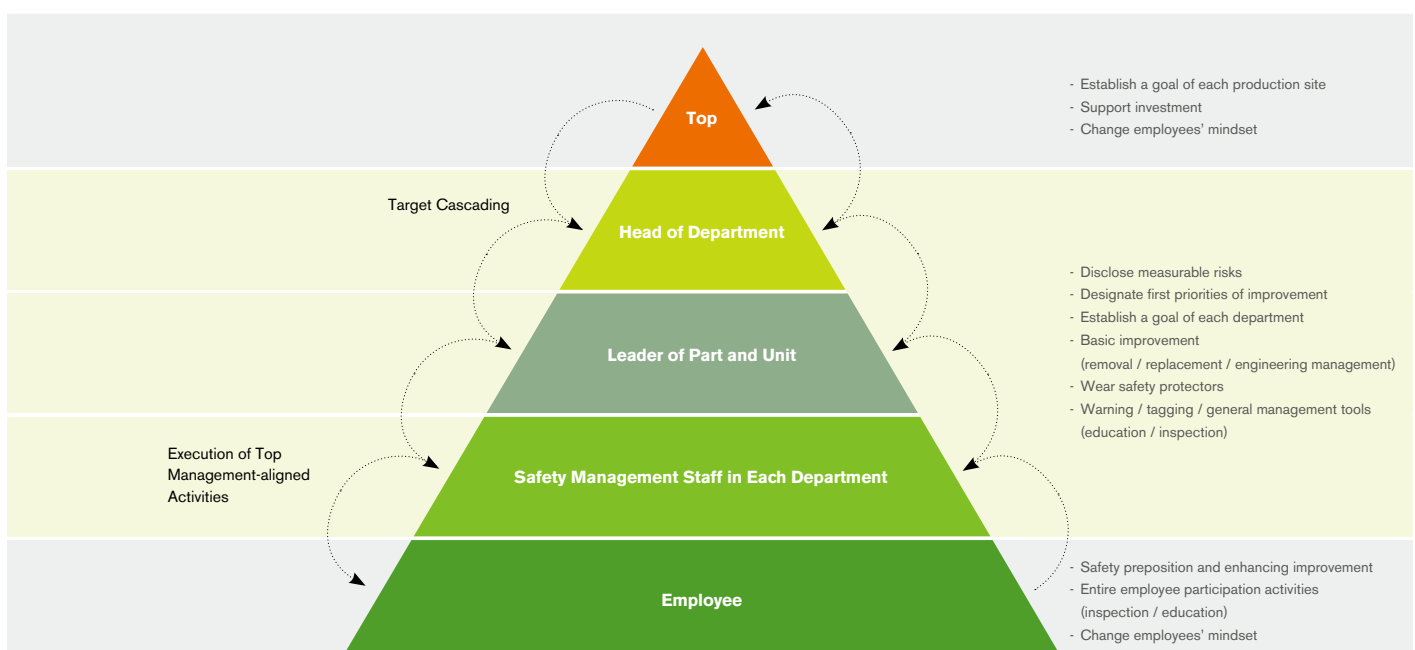 Top
- Establish a goal of each production site
- Support investment
- Change employees' mindset
Target Cascading
Head of Department
- Disclose measurable risks
- Designate first priorities of improvement
- Establish a goal of each department
- Basic improvement
(removal / replacement / engineering management)
- Wear safety protectors
- Warning / tagging / general management tools
(education / inspection)
Leader of Part and Unit
Execution of Top
Management-aligned
Activities
Safety Management Staff in Each Department
- Safety preposition and enhancing improvement
- Entire employee participation activities
(inspection / education)
- Change employees' mindset
Employee